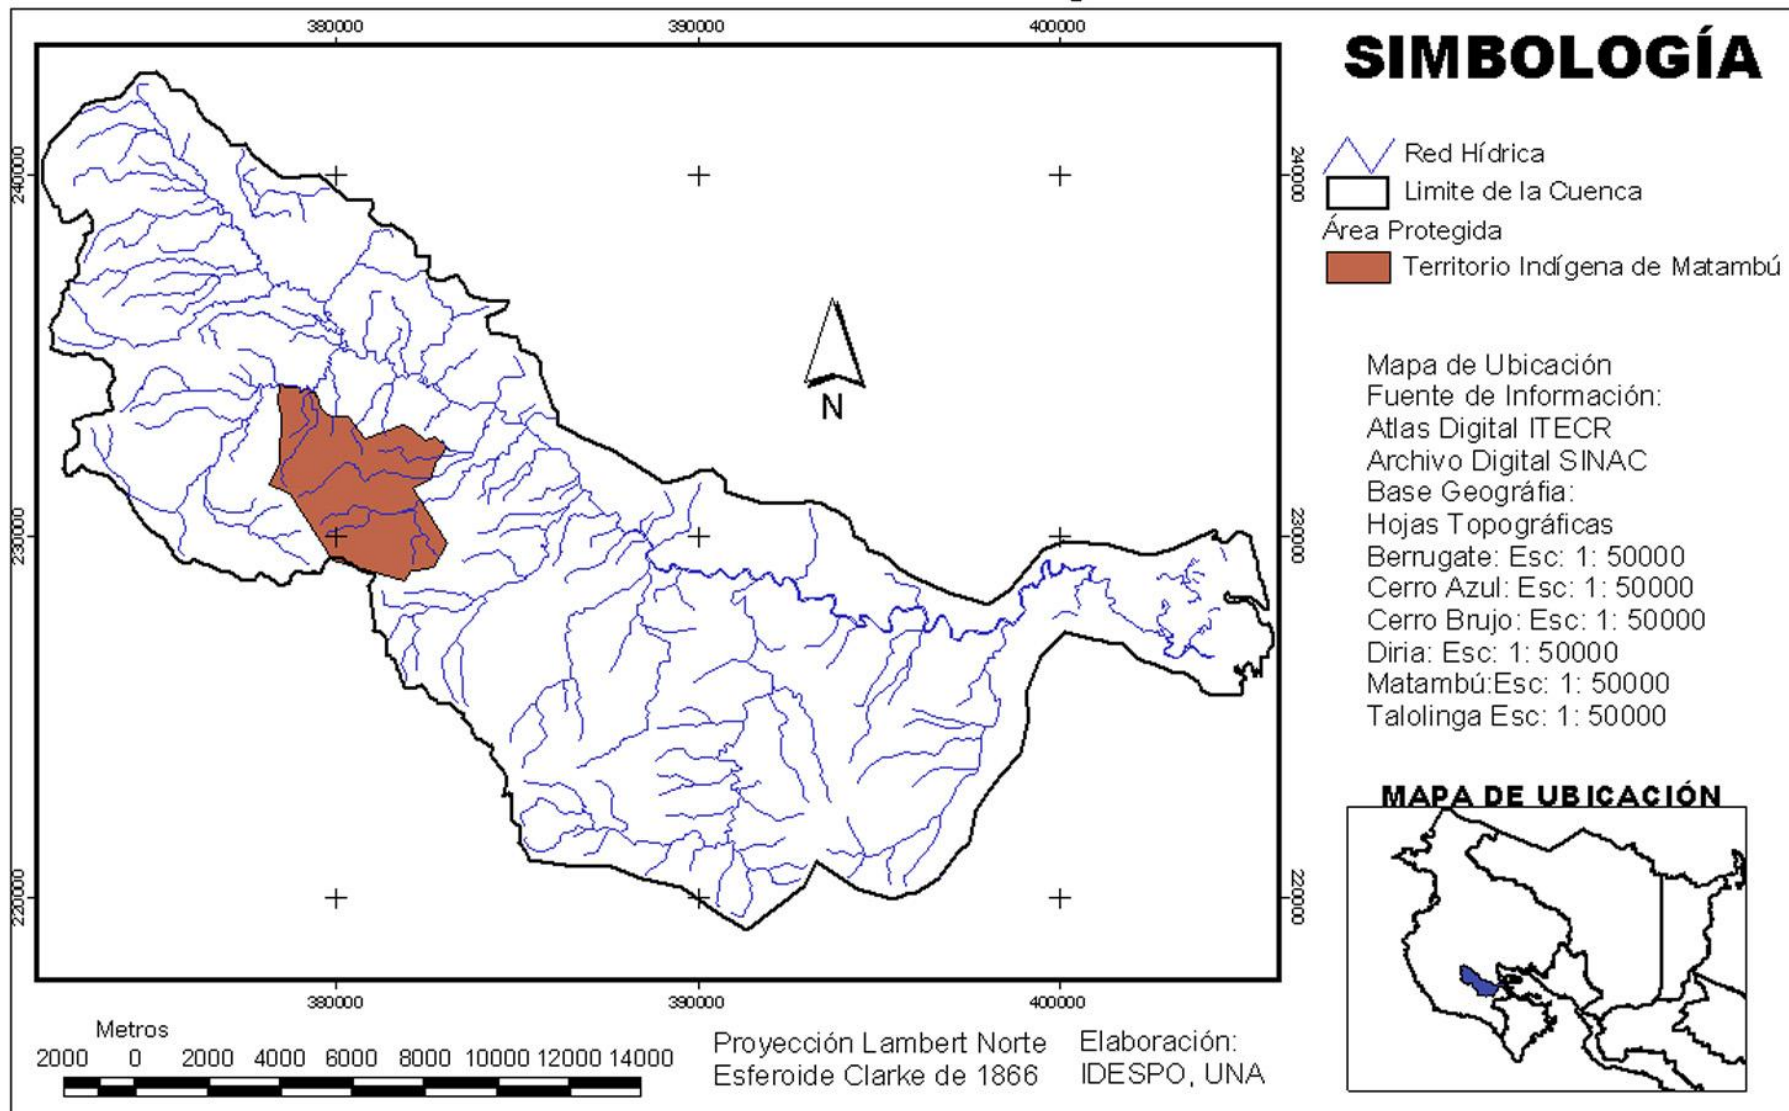 380000
390000
400000
SIMBOLOGÍA
240000
240000
Red Hídrica
Limite de la Cuenca
Área Protegida
Territorio Indígena de Matambú
N
Mapa de Ubicación
Fuente de Información:
Atlas Digital ITECR
Archivo Digital SINAC
Base Geográfia:
Hojas Topográficas
Berrugate: Esc: 1: 50000
Cerro Azul: Esc: 1: 50000
Cerro Brujo: Esc: 1: 50000
Diria: Esc: 1: 50000
Matambú:Esc: 1: 50000
Talolinga Esc: 1: 50000
230000
230000
220000
220000
MAPA DE UBICACIÓN
380000
390000
400000
Metros
2000 0 2000 4000 6000 8000 10000 12000 14000
Proyección Lambert Norte
Esferoide Clarke de 1866
Elaboración:
IDESPO, UNA